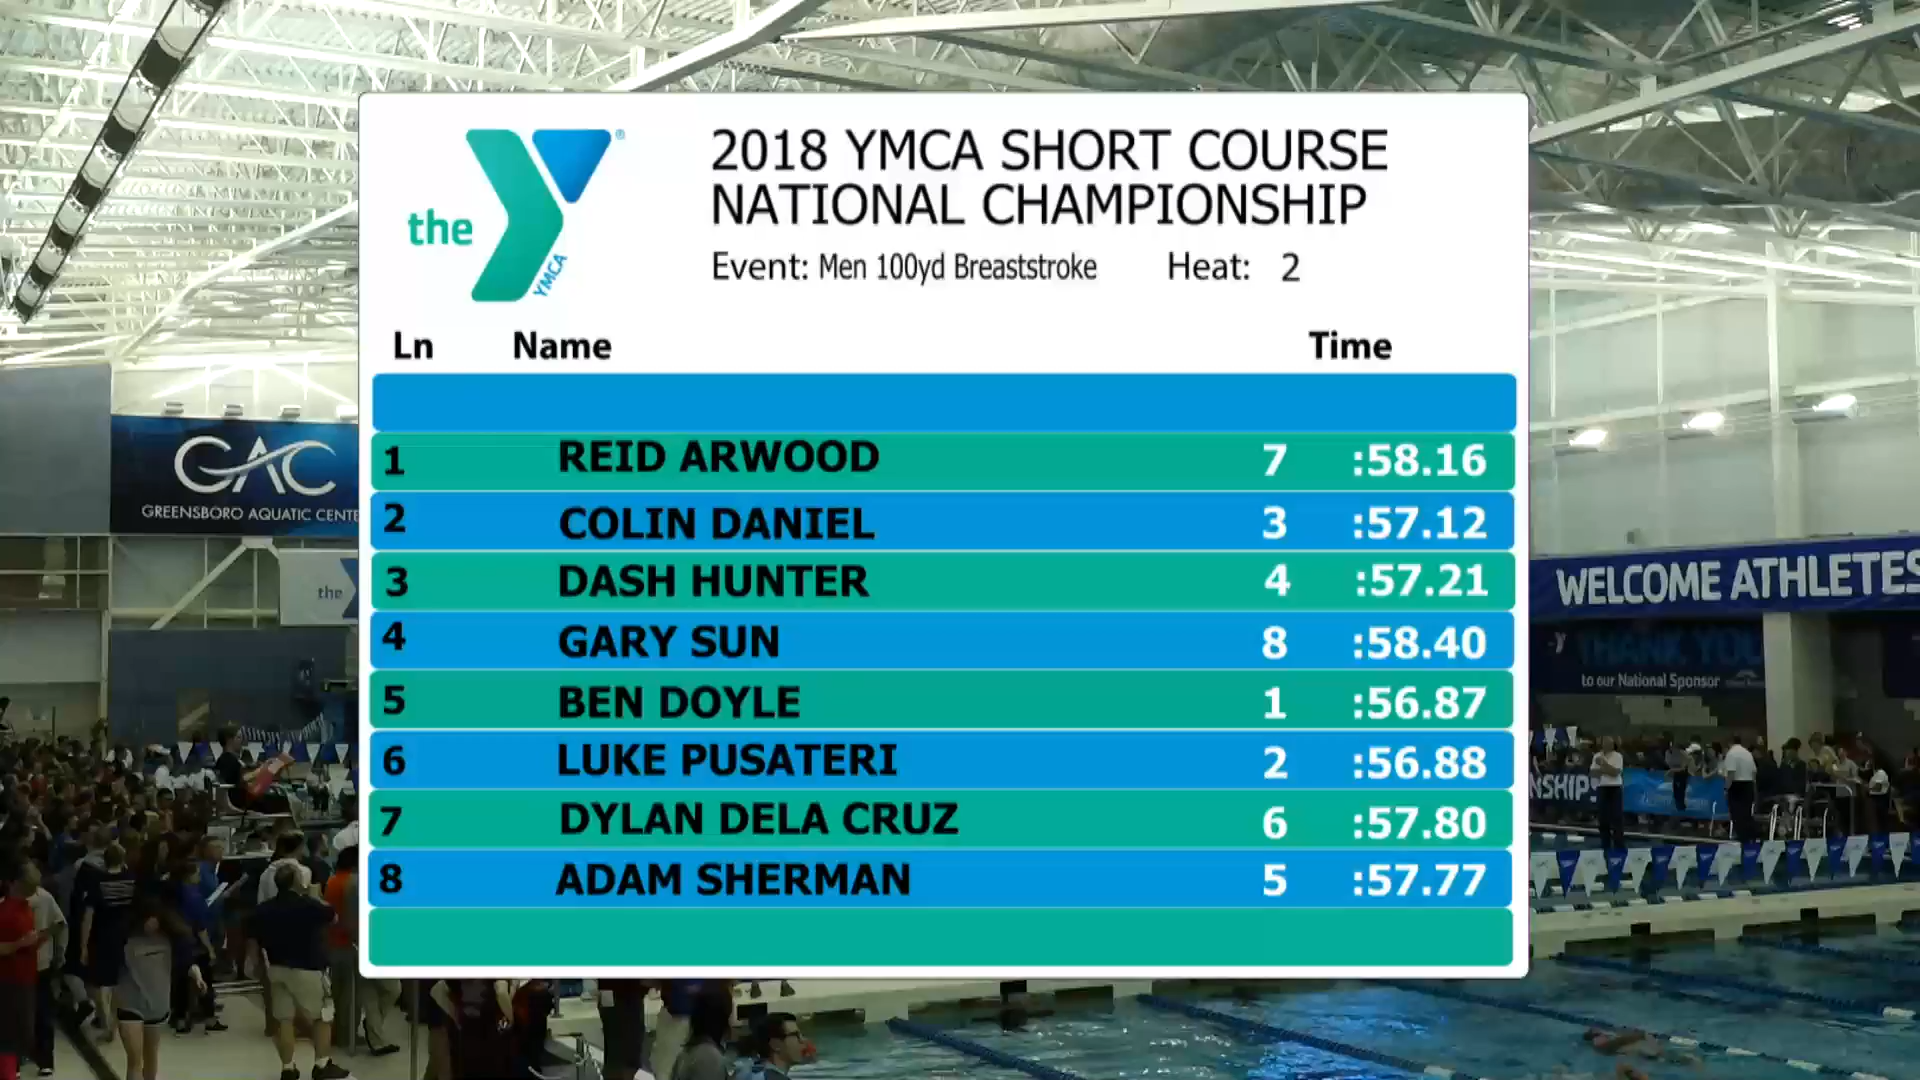 2018 YMCA SHORT COURSE
NATIONAL CHAMPIONSHIP
the
YMCA
®
Event: Men 100yd Breaststroke Heat: 2
Ln Name Time
1 REID ARWOOD 7 :58.16
2 COLIN DANIEL 3 :57.12
3 DASH HUNTER 4 :57.21
4 GARY SUN 8 :58.40
5 BEN DOYLE 1 :56.87
6 LUKE PUSATERI 2 :56.88
7 DYLAN DELA CRUZ 6 :57.80
8 ADAM SHERMAN 5 :57.77
GAC
GREENSBORO AQUATIC CENTE
the
WELCOME ATHLETES
THANK YOU
to our National Sponsor
NSHIPS